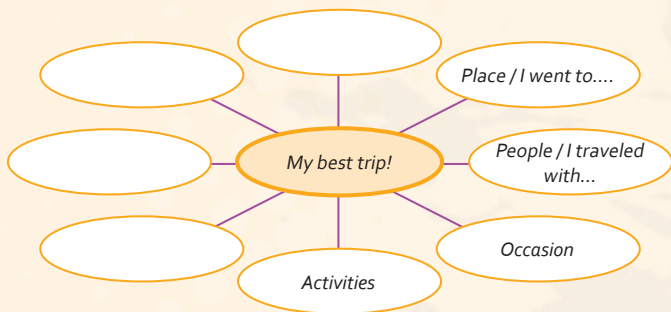 Place / I went to....
My best trip!
People / I traveled
with...
Occasion
Activities